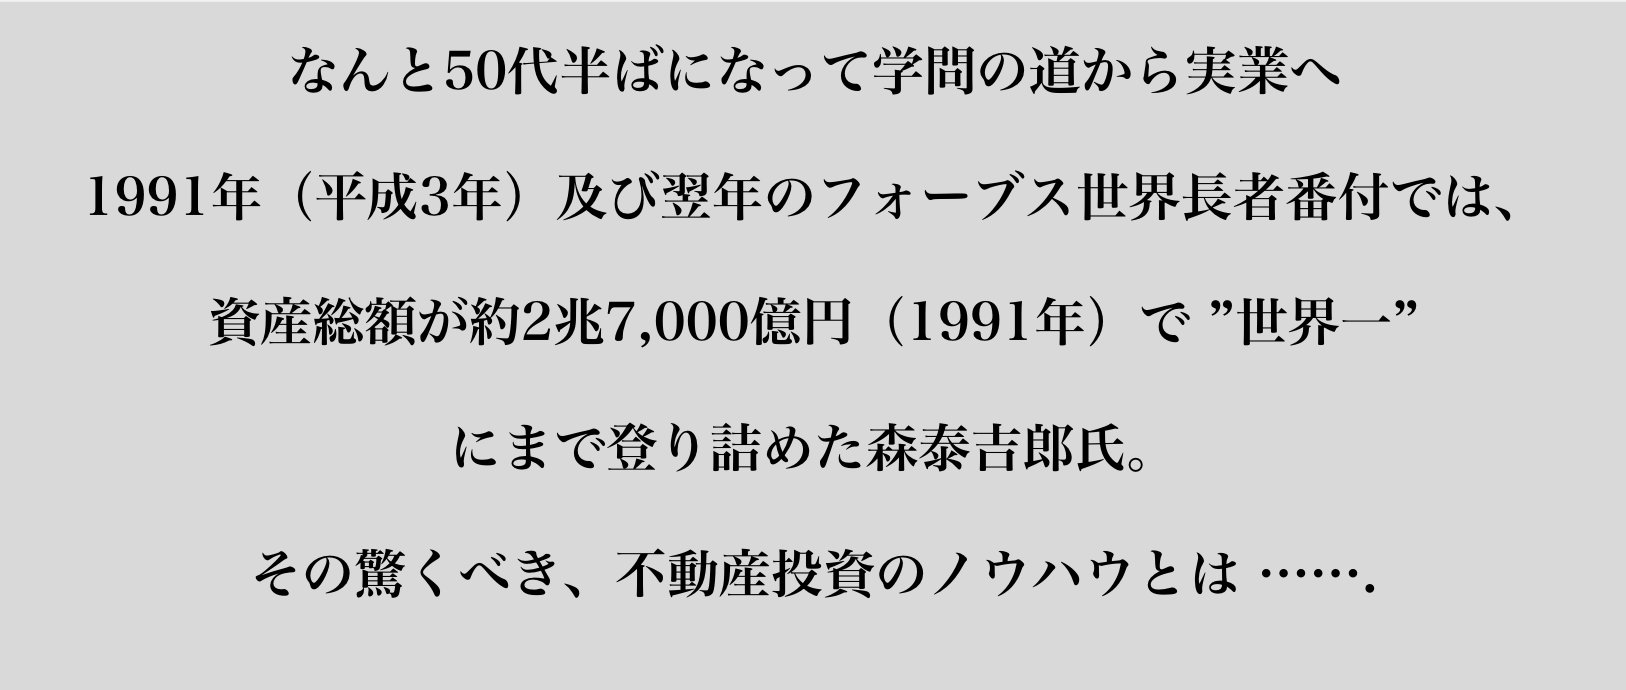 なんと50代半ばになって学問の道から実業へ
1991年（平成3年）及び翌年のフォーブス世界長者番付では、
資産総額が約2兆7,000億円（1991年）で ”世界一”
にまで登り詰めた森泰吉郎氏。
その驚くべき、不動産投資のノウハウとは …….